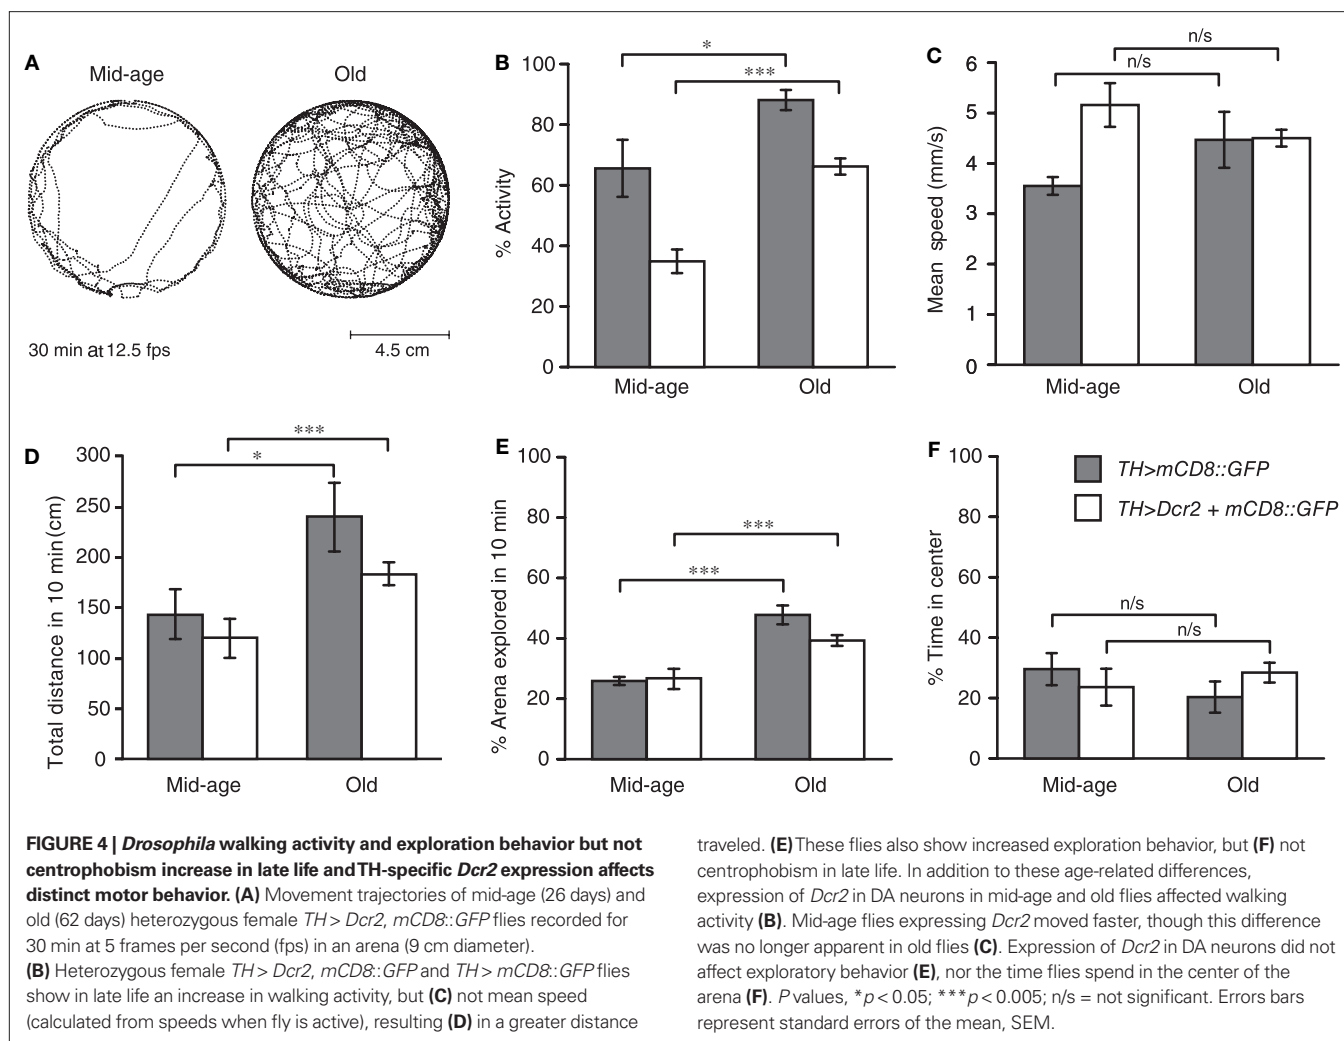 A
Mid-age
Old
30 min at 12.5 fps
4.5 cm
B
% Activity
100
80
60
40
20
0
*
***
Mid-age
Old
C
Mean speed (mm/s)
6
5
4
3
2
1
0
n/s
n/s
Mid-age
Old
D
Total distance in 10 min (cm)
300
250
200
150
100
50
0
***
*
Mid-age
Old
E
% Arena explored in 10 min
100
80
60
40
20
0
***
***
Mid-age
Old
F
% Time in center
100
80
60
40
20
0
TH>mCD8::GFP
TH>Dcr2 + mCD8::GFP
n/s
n/s
Mid-age
Old
FIGURE 4 | Drosophila walking activity and exploration behavior but not
centrophobism increase in late life and TH-specific Dcr2 expression affects
distinct motor behavior. (A) Movement trajectories of mid-age (26 days) and
old (62 days) heterozygous female TH > Dcr2, mCD8::GFP flies recorded for
30 min at 5 frames per second (fps) in an arena (9 cm diameter).
(B) Heterozygous female TH > Dcr2, mCD8::GFP and TH > mCD8::GFP flies
show in late life an increase in walking activity, but (C) not mean speed
(calculated from speeds when fly is active), resulting (D) in a greater distance
traveled. (E) These flies also show increased exploration behavior, but (F) not
centrophobism in late life. In addition to these age-related differences,
expression of Dcr2 in DA neurons in mid-age and old flies affected walking
activity (B). Mid-age flies expressing Dcr2 moved faster, though this difference
was no longer apparent in old flies (C). Expression of Dcr2 in DA neurons did not
affect exploratory behavior (E), nor the time flies spend in the center of the
arena (F). P values, *p < 0.05; ***p < 0.005; n/s = not significant. Errors bars
represent standard errors of the mean, SEM.